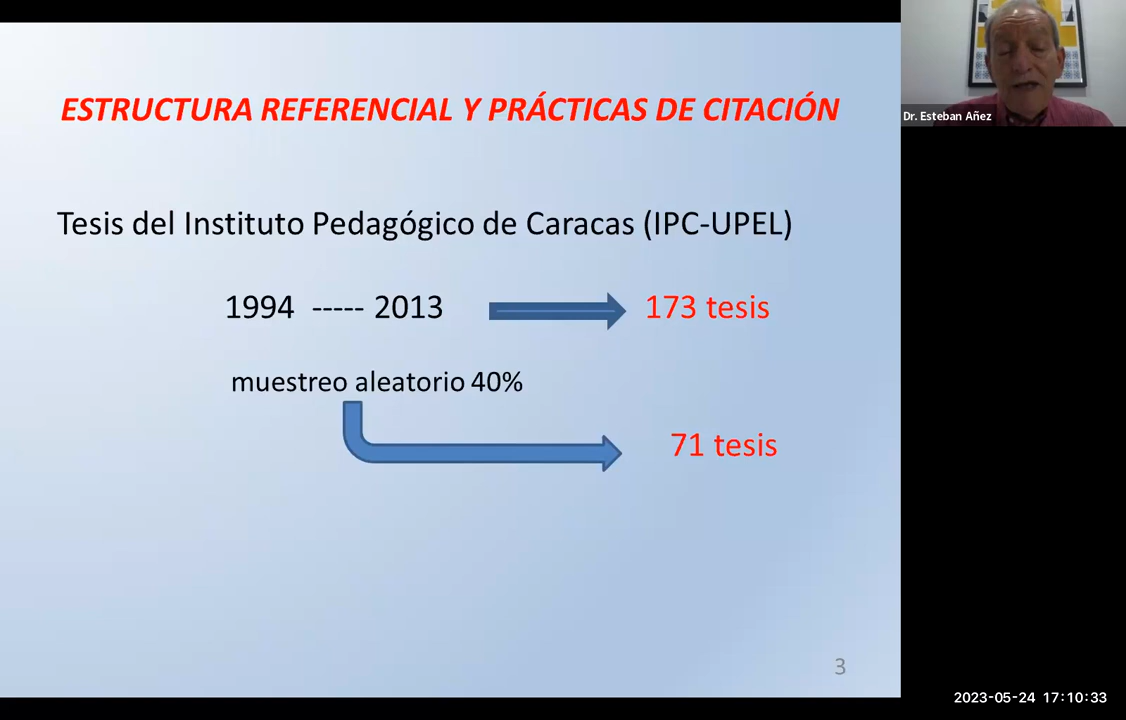 ESTRUCTURA REFERENCIAL Y PRÁCTICAS DE CITACIÓN
Dr. Esteban Añez
Tesis del Instituto Pedagógico de Caracas (IPC-UPEL)
1994 ----- 2013
173 tesis
muestreo aleatorio 40%
71 tesis
3
2023-05-24 17:10:33